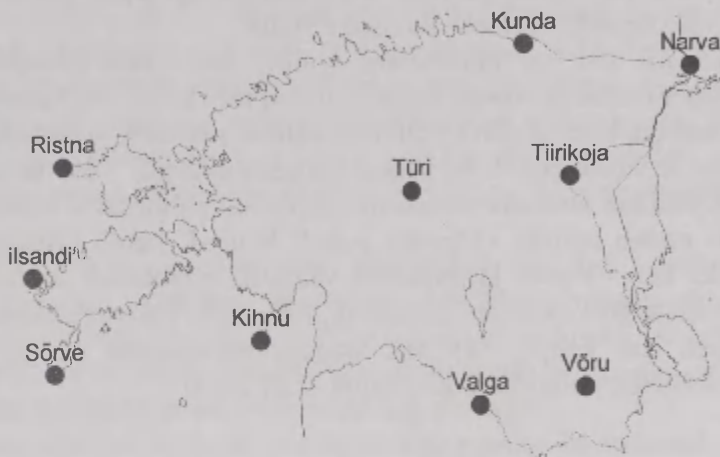 Kunda
Narva
Ristna
Türi
Tiirikoja
ilsandi
Kihnu
Sõrve
Valga
Võru